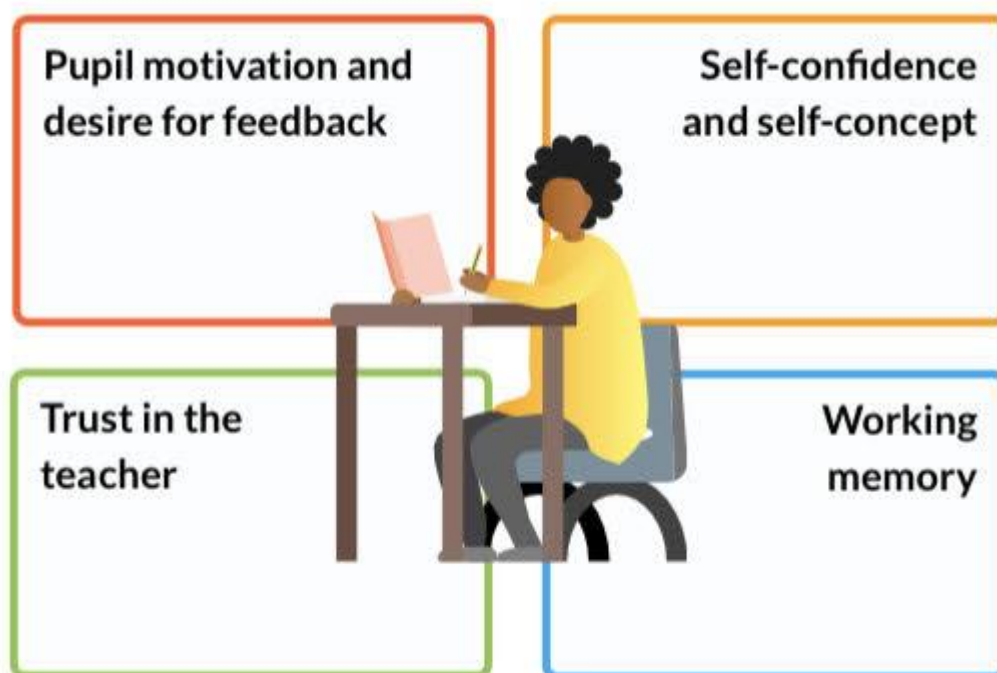 Pupil motivation and
desire for feedback
Self-confidence
and self-concept
Trust in the
teacher
Working
memory